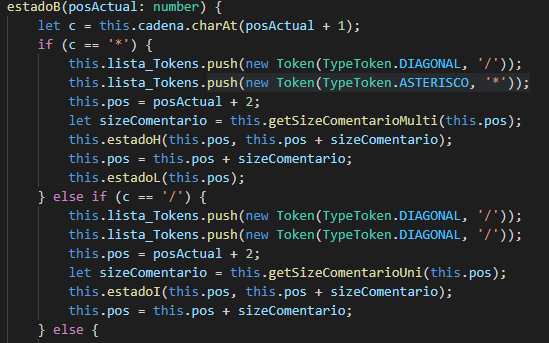 estadoB(posActual: number) {
let c = this.cadena.charAt(posActual + 1);
if (c == '*') {
this.lista_Tokens.push(new Token(TypeToken.DIAGONAL, '/'));
this.lista_Tokens.push(new Token(TypeToken.ASTERISCO, '*'));
this.pos = posActual + 2;
let sizeComentario = this.getSizeComentarioMulti(this.pos);
this.estadoH(this.pos, this.pos + sizeComentario);
this.pos = this.pos + sizeComentario;
this.estadoL(this.pos);
} else if (c == '/') {
this.lista_Tokens.push(new Token(TypeToken.DIAGONAL, '/'));
this.lista_Tokens.push(new Token(TypeToken.DIAGONAL, '/'));
this.pos = posActual + 2;
let sizeComentario = this.getSizeComentarioUni(this.pos);
this.estadoI(this.pos, this.pos + sizeComentario);
this.pos = this.pos + sizeComentario;
} else {